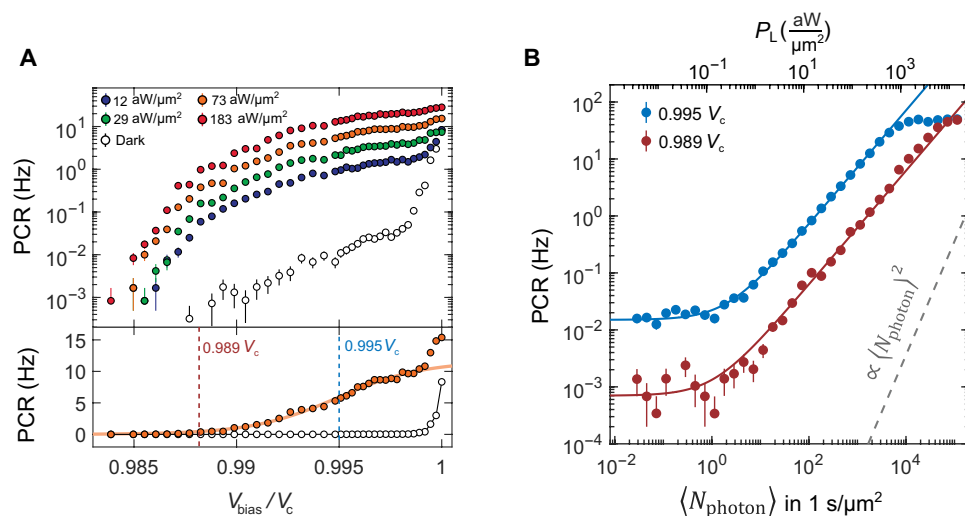 A
12 aW/μm²
73 aW/μm²
29 aW/μm²
183 aW/μm²
Dark
PCR (Hz)
10¹
10⁰
10⁻¹
10⁻²
10⁻³
PCR (Hz)
15
10
5
0
0.989 Vc
0.995 Vc
0.985
0.99
0.995
1
Vbias/Vc
B
PL(aW/μm²)
10⁻¹
10¹
10³
0.995 Vc
0.989 Vc
PCR (Hz)
10²
10¹
10⁰
10⁻¹
10⁻²
10⁻³
10⁻⁴
∝ ⟨Nphoton⟩²
10⁻²
10⁰
10²
10⁴
⟨Nphoton⟩ in 1 s/μm²